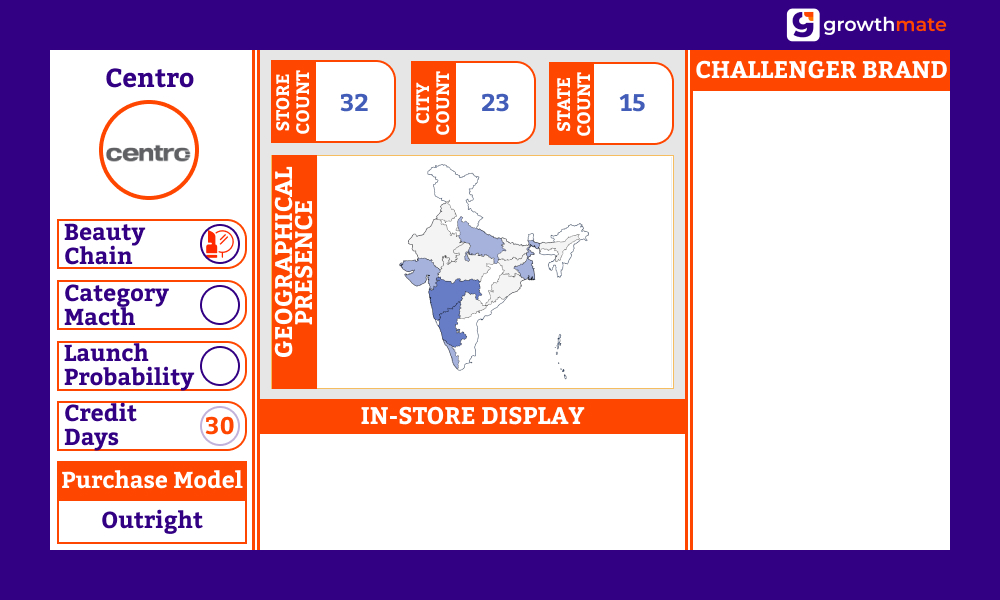 growthmate
Centro
centro
Beauty
Chain
Category
Macth
Launch
Probability
Credit
Days
30
Purchase Model
Outright
STORE
COUNT
32
CITY
COUNT
23
STATE
COUNT
15
GEOGRAPHICAL
PRESENCE
IN-STORE DISPLAY
CHALLENGER BRAND